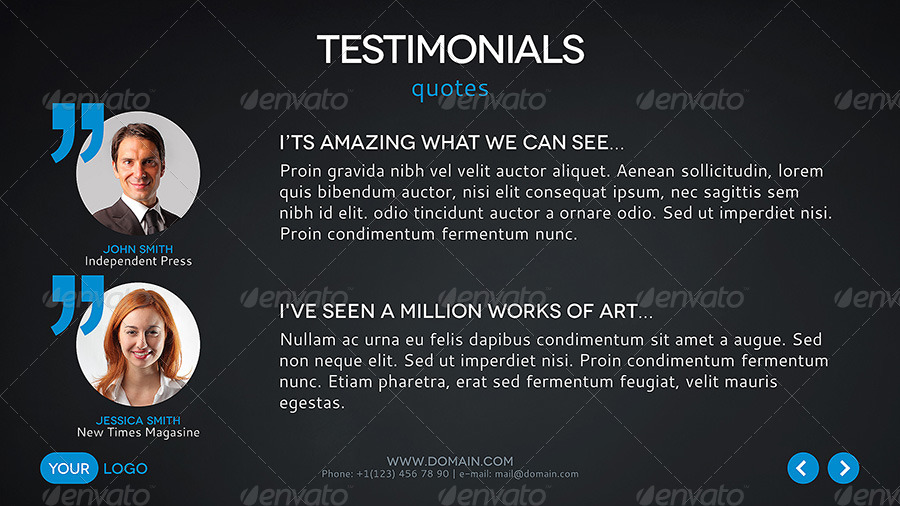 TESTIMONIALS
quotes
I'TS AMAZING WHAT WE CAN SEE...
Proin gravida nibh vel velit auctor aliquet. Aenean sollicitudin, lorem
quis bibendum auctor, nisi elit consequat ipsum, nec sagittis sem
nibh id elit. odio tincidunt auctor a ornare odio. Sed ut imperdiet nisi.
Proin condimentum fermentum nunc.
JOHN SMITH
Independent Press
I'VE SEEN A MILLION WORKS OF ART...
Nullam ac urna eu felis dapibus condimentum sit amet a augue. Sed
non neque elit. Sed ut imperdiet nisi. Proin condimentum fermentum
nunc. Etiam pharetra, erat sed fermentum feugiat, velit mauris
egestas.
JESSICA SMITH
New Times Magasine
YOUR LOGO
WWW.DOMAIN.COM
Phone: +1(123) 456 78 90 | e-mail: mail@domain.com
envato